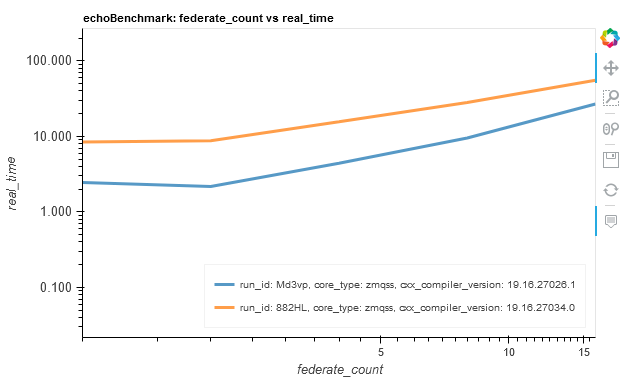 echoBenchmark: federate_count vs real_time
100.000
10.000
1.000
0.100
real_time
run_id: Md3vp, core_type: zmqss, cxx_compiler_version: 19.16.27026.1
run_id: 882HL, core_type: zmqss, cxx_compiler_version: 19.16.27034.0
5
10
15
federate_count